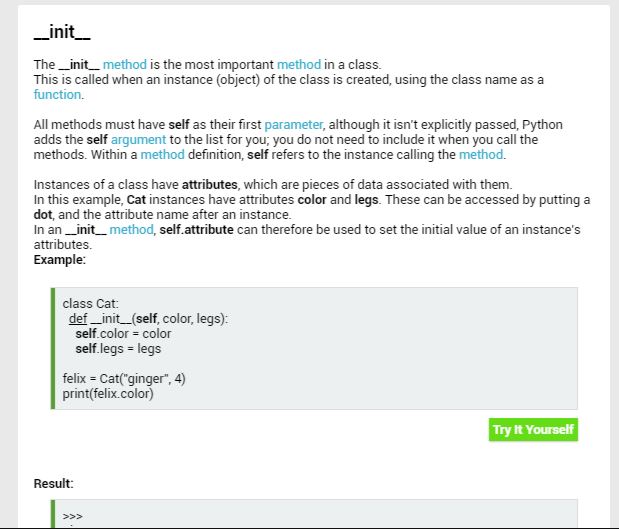 __init__
The __init__ method is the most important method in a class.
This is called when an instance (object) of the class is created, using the class name as a
function.
All methods must have self as their first parameter, although it isn't explicitly passed, Python
adds the self argument to the list for you; you do not need to include it when you call the
methods. Within a method definition, self refers to the instance calling the method.
Instances of a class have attributes, which are pieces of data associated with them.
In this example, Cat instances have attributes color and legs. These can be accessed by putting a
dot, and the attribute name after an instance.
In an __init__ method, self.attribute can therefore be used to set the initial value of an instance's
attributes.
Example:
class Cat:
def __init__(self, color, legs):
self.color = color
self.legs = legs
felix = Cat("ginger", 4)
print(felix.color)
Try It Yourself
Result:
>>>